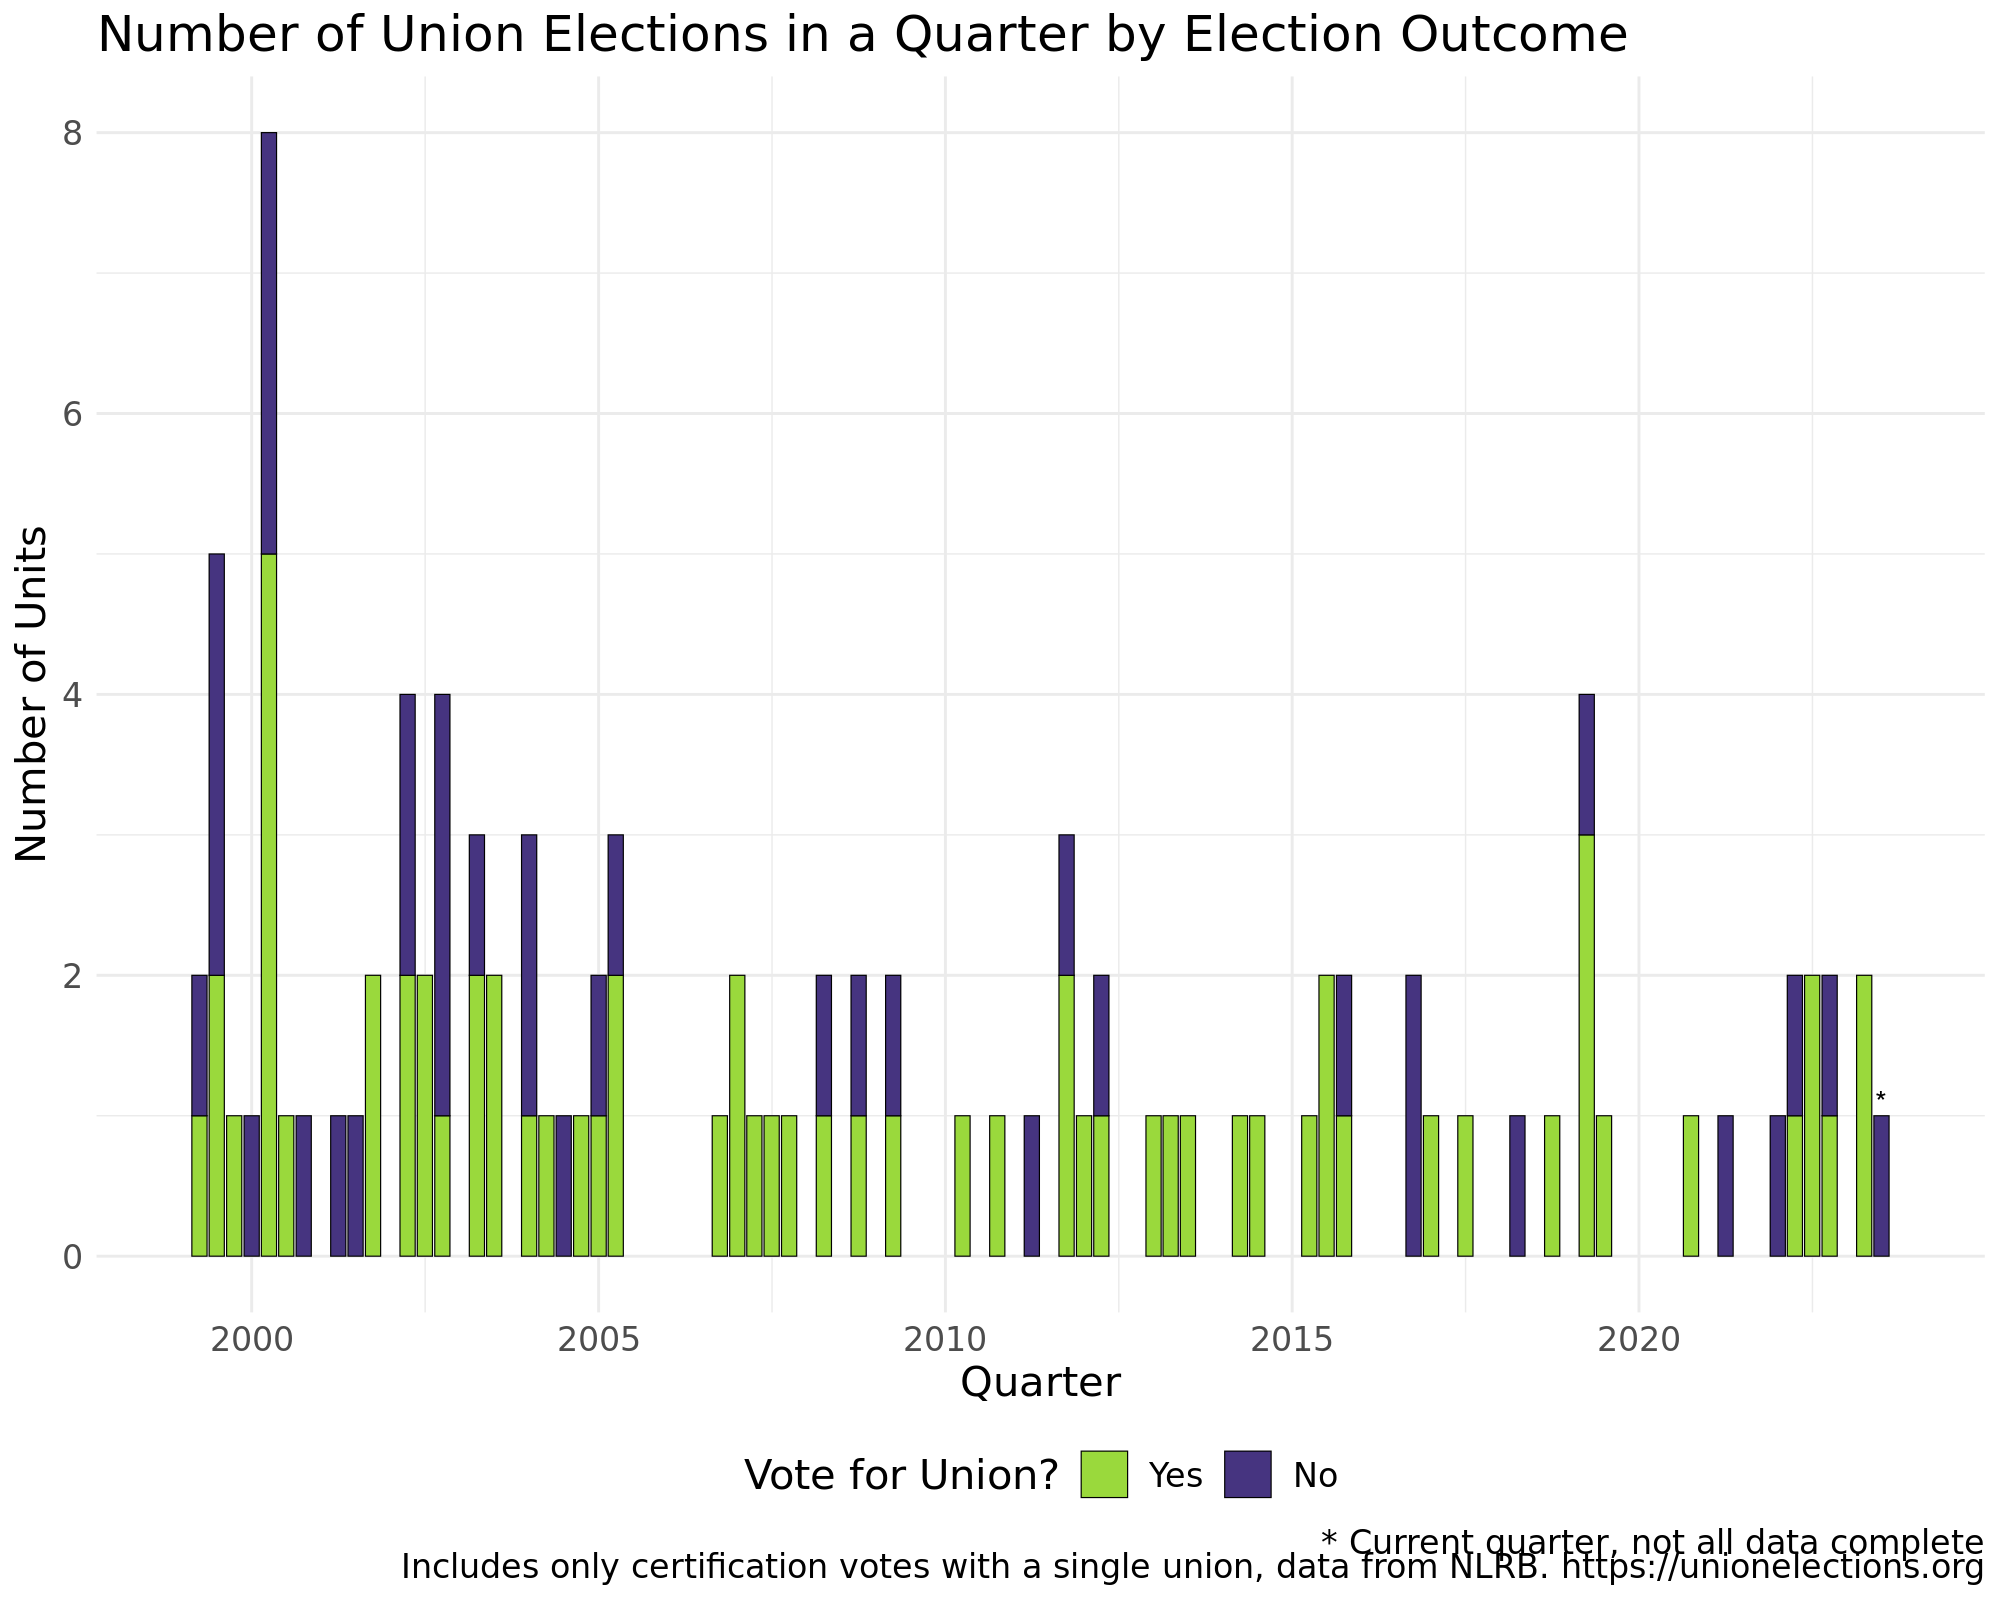 Number of Union Elections in a Quarter by Election Outcome
Number of Units
8
6
4
2
0
*
2000 2005 2010 2015 2020
Quarter
Vote for Union? Yes No
* Current quarter, not all data complete
Includes only certification votes with a single union, data from NLRB. https://unionelections.org